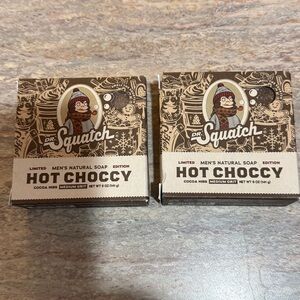 Dr. Squatch
LIMITED MEN'S NATURAL SOAP EDITION
HOT CHOCCY
COCOA NIBS MEDIUM GRIT NET WT 5 OZ (141 g)
DR. Squatch
LIMITED MEN'S NATURAL SOAP EDITION
HOT CHOCCY
COCOA NIBS MEDIUM GRIT NET WT 5 OZ (141 g)